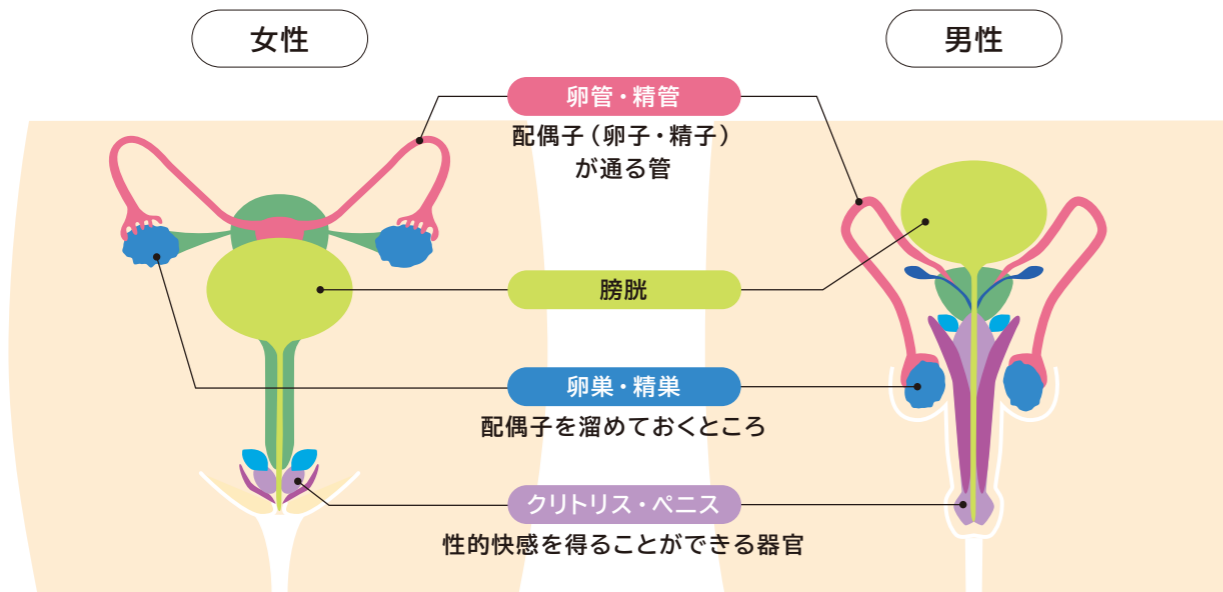 女性
男性
卵管・精管
配偶子（卵子・精子）
が通る管
膀胱
卵巣・精巣
配偶子を溜めておくところ
クリトリス・ペニス
性的快感を得ることができる器官